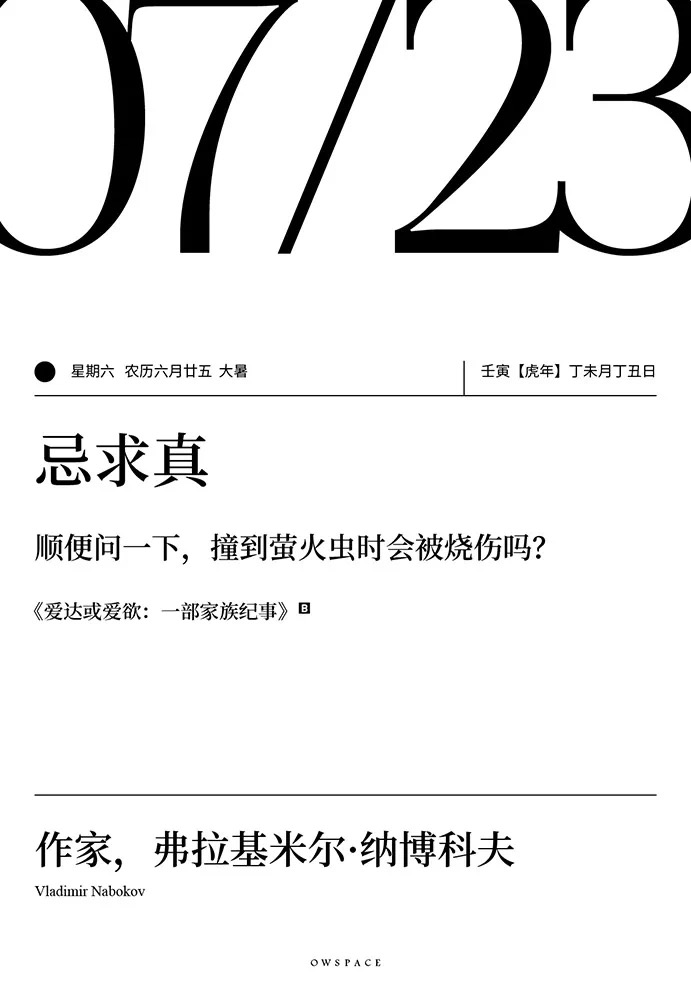 07/23
星期六 农历六月廿五 大暑
壬寅【虎年】丁未月丁丑日
忌求真
顺便问一下，撞到萤火虫时会被烧伤吗？
《爱达或爱欲：一部家族纪事》B
作家，弗拉基米尔·纳博科夫
Vladimir Nabokov
OWSPACE